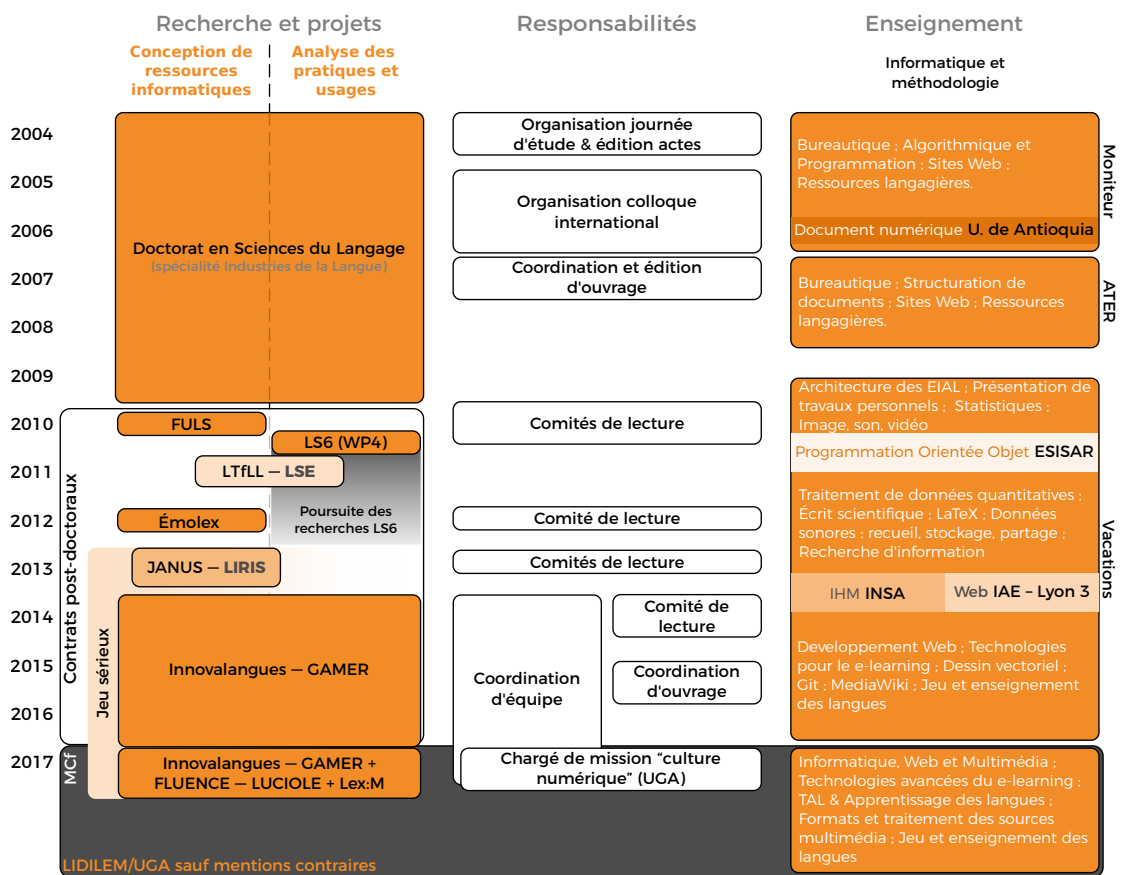 Recherche et projets
Responsabilités
Enseignement
Conception de
ressources
informatiques
Analyse des
pratiques et
usages
Informatique et
méthodologie
2004
2005
2006
2007
2008
2009
2010
2011
2012
2013
2014
2015
2016
2017
Doctorat en Sciences du Langage
(spécialité Industries de la Langue)
Contrats post-doctoraux
Jeu sérieux
MCf
FULS
LS6 (WP4)
LTfLL – LSE
Poursuite des
recherches LS6
Émolex
JANUS – LIRIS
Innovalangues – GAMER
Innovalangues – GAMER +
FLUENCE – LUCIOLE + Lex:M
LIDILEM/UGA sauf mentions contraires
Organisation journée
d'étude & édition actes
Organisation colloque
international
Coordination et édition
d'ouvrage
Comités de lecture
Comité de lecture
Comités de lecture
Coordination
d'équipe
Comité de
lecture
Coordination
d'ouvrage
Chargé de mission “culture
numérique” (UGA)
Bureautique ; Algorithmique et
Programmation ; Sites Web ;
Ressources langagières.
Document numérique U. de Antioquia
Moniteur
Bureautique ; Structuration de
documents ; Sites Web ; Ressources
langagières.
ATER
Architecture des EIAL ; Présentation de
travaux personnels ; Statistiques ;
Image, son, vidéo
Programmation Orientée Objet ESISAR
Traitement de données quantitatives ;
Écrit scientifique ; LaTeX ; Données
sonores : recueil, stockage, partage ;
Recherche d'information
IHM INSA
Web IAE – Lyon 3
Developpement Web ; Technologies
pour le e-learning ; Dessin vectoriel ;
Git ; MediaWiki ; Jeu et enseignement
des langues
Vacations
Informatique, Web et Multimédia ;
Technologies avancées du e-learning ;
TAL & Apprentissage des langues ;
Formats et traitement des sources
multimédia ; Jeu et enseignement des
langues